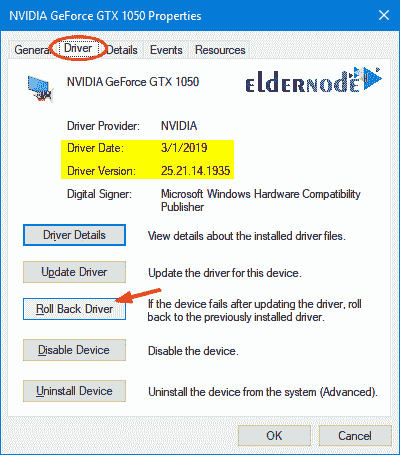 NVIDIA GeForce GTX 1050 Properties
General Driver Details Events Resources
NVIDIA GeForce GTX 1050
eldernode
Driver Provider: NVIDIA
Driver Date: 3/1/2019
Driver Version: 25.21.14.1935
Digital Signer: Microsoft Windows Hardware Compatibility
Publisher
Driver Details View details about the installed driver files.
Update Driver Update the driver for this device.
Roll Back Driver If the device fails after updating the driver, roll
back to the previously installed driver.
Disable Device Disable the device.
Uninstall Device Uninstall the device from the system (Advanced).
OK Cancel